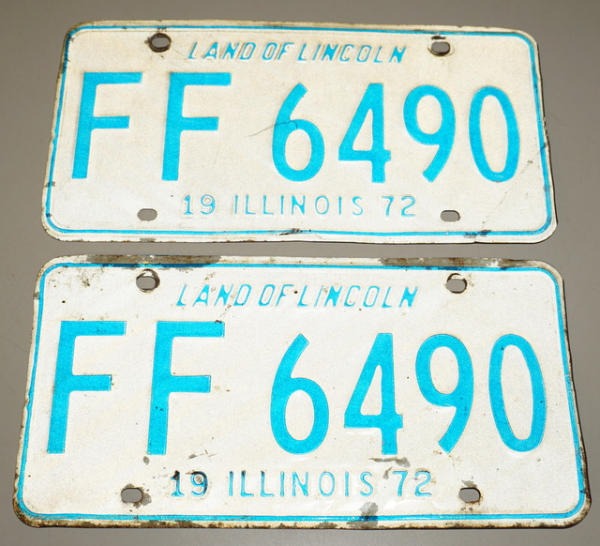 LAND OF LINCOLN
FF 6490
19 ILLINOIS 72
LAND OF LINCOLN
FF 6490
19 ILLINOIS 72